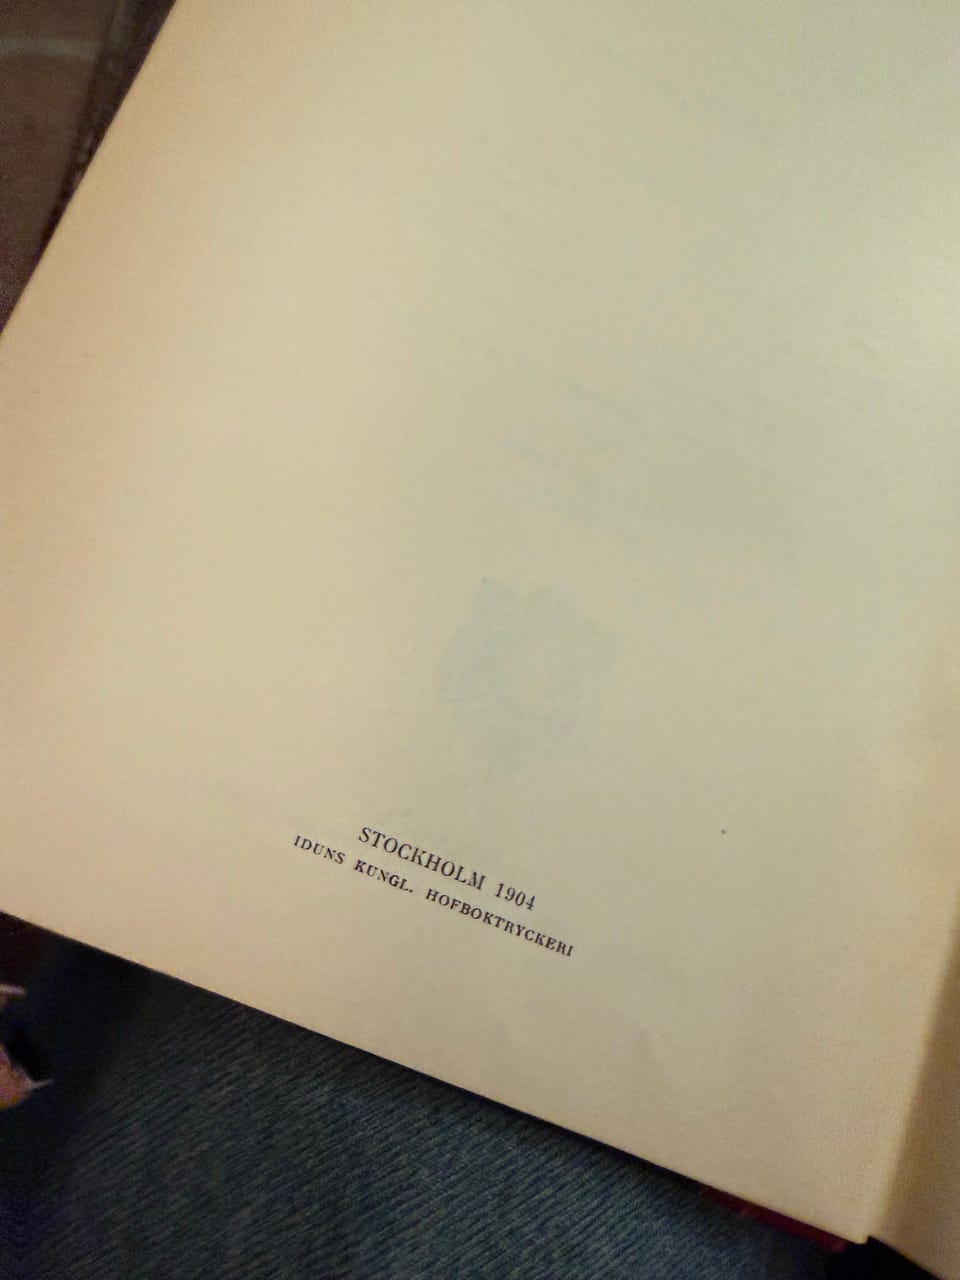 STOCKHOLM 1904
IDUNS KUNGL. HOFBOKTRYCKERI